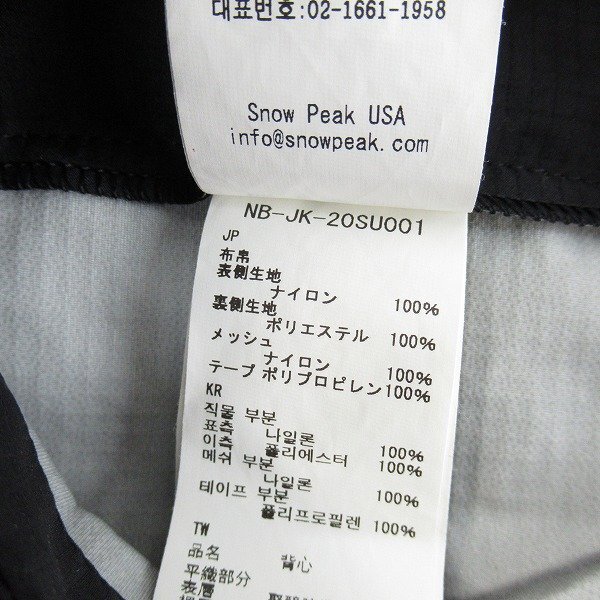 대표번호:02-1661-1958
Snow Peak USA
info@snowpeak.com
NB-JK-20SU001
JP
布帛
表側生地
ナイロン 100%
裏側生地
ポリエステル 100%
メッシュ
ナイロン 100%
テープ ポリプロピレン100%
KR
직물 부분
표측 나일론 100%
이측 폴리에스터 100%
메쉬 부분
나일론 100%
테이프 부분
폴리프로필렌 100%
TW
品名 背心
平織部分
表層